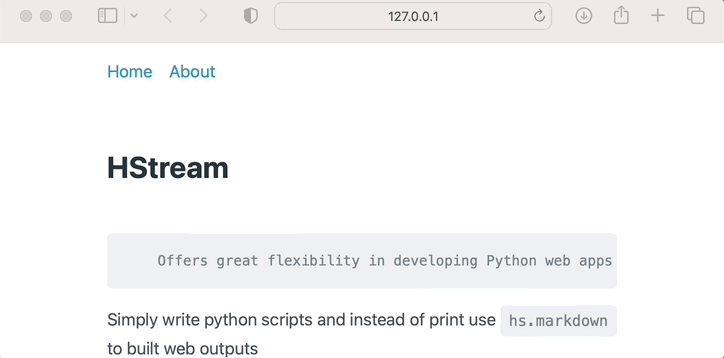 127.0.0.1
Home About
HStream
Offers great flexibility in developing Python web apps
Simply write python scripts and instead of print use hs.markdown
to built web outputs